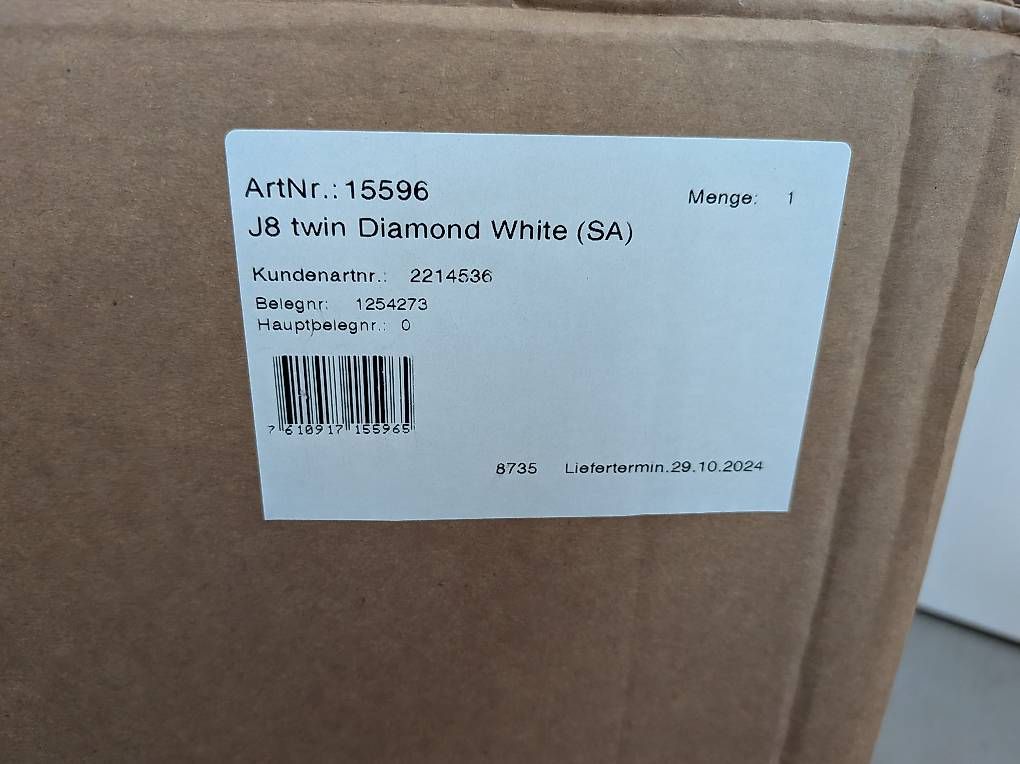 ArtNr.: 15596
Menge: 1
J8 twin Diamond White (SA)
Kundenartnr.: 2214536
Belegnr: 1254273
Hauptbelegnr.: 0
7 610917 155965
8735 Liefertermin.29.10.2024